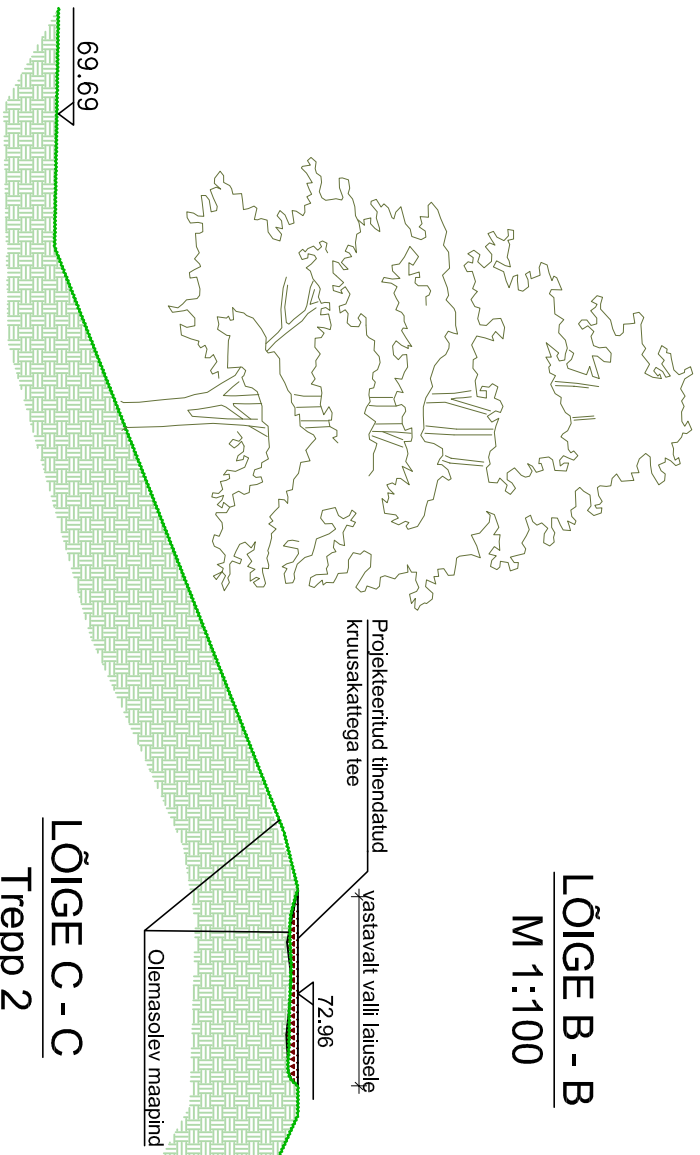 LÕIGE B - B
M 1:100
Projekteeritud tihendatud
kruusakattega tee
vastavalt valli laiusele
72.96
69.69
Olemasolev maapind
LÕIGE C - C
Trepp 2